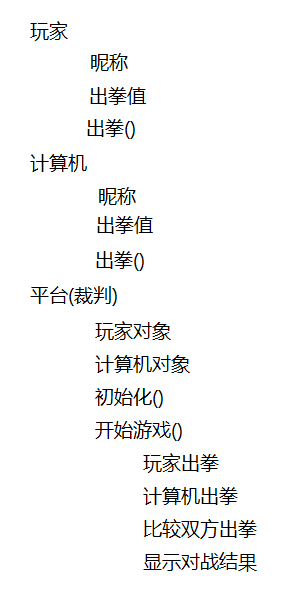 玩家
昵称
出拳值
出拳()
计算机
昵称
出拳值
出拳()
平台(裁判)
玩家对象
计算机对象
初始化()
开始游戏()
玩家出拳
计算机出拳
比较双方出拳
显示对战结果